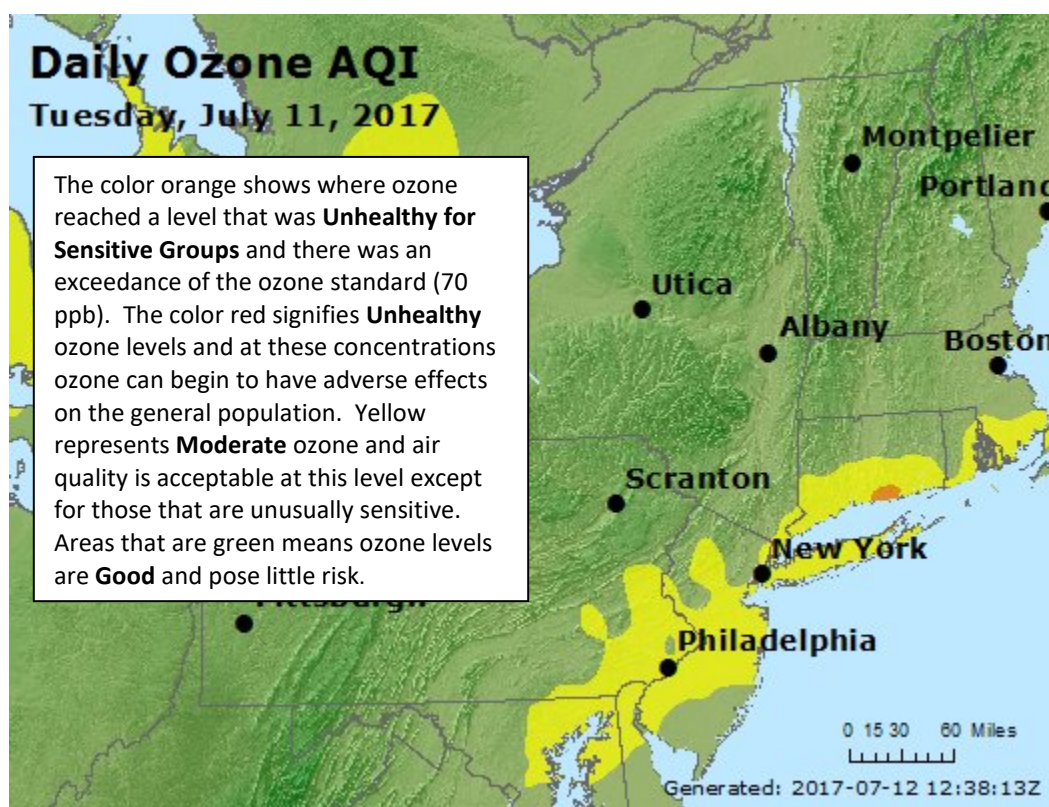 Daily Ozone AQI
Tuesday, July 11, 2017
The color orange shows where ozone
reached a level that was Unhealthy for
Sensitive Groups and there was an
exceedance of the ozone standard (70
ppb).  The color red signifies Unhealthy
ozone levels and at these concentrations
ozone can begin to have adverse effects
on the general population.  Yellow
represents Moderate ozone and air
quality is acceptable at this level except
for those that are unusually sensitive.
Areas that are green means ozone levels
are Good and pose little risk.
Montpelier
Portland
Utica
Albany
Boston
Scranton
New York
Pittsburgh
Philadelphia
0 15 30 60 Miles
Generated: 2017-07-12 12:38:13Z